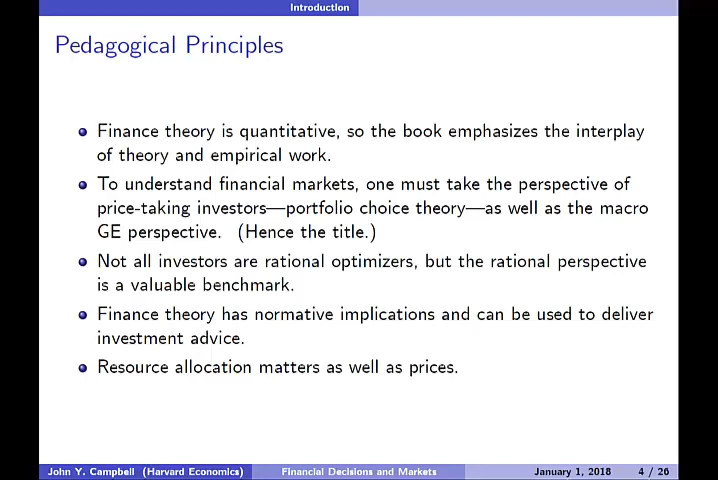 Introduction
Pedagogical Principles
Finance theory is quantitative, so the book emphasizes the interplay
of theory and empirical work.
To understand financial markets, one must take the perspective of
price-taking investors—portfolio choice theory—as well as the macro
GE perspective. (Hence the title.)
Not all investors are rational optimizers, but the rational perspective
is a valuable benchmark.
Finance theory has normative implications and can be used to deliver
investment advice.
Resource allocation matters as well as prices.
John Y. Campbell (Harvard Economics) Financial Decisions and Markets January 1, 2018 4 / 26